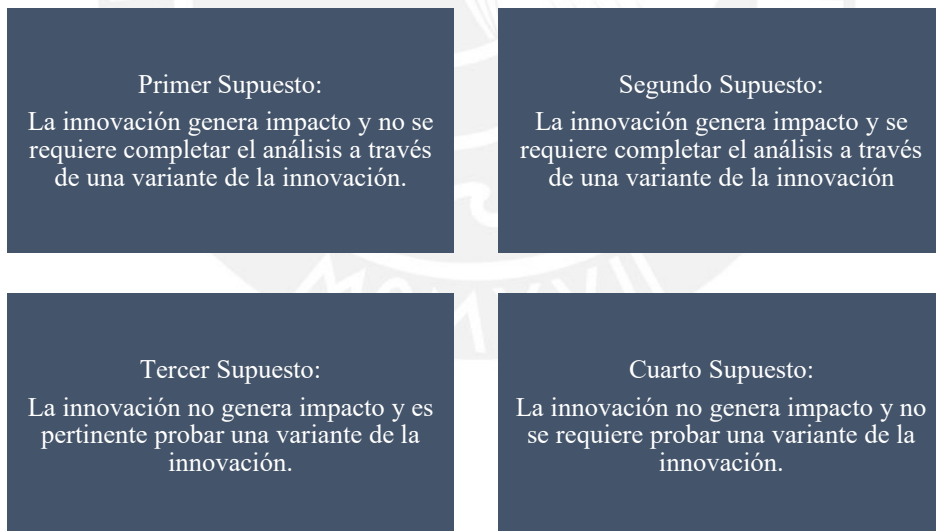 Primer Supuesto:
La innovación genera impacto y no se
requiere completar el análisis a través
de una variante de la innovación.
Segundo Supuesto:
La innovación genera impacto y se
requiere completar el análisis a través
de una variante de la innovación
Tercer Supuesto:
La innovación no genera impacto y es
pertinente probar una variante de la
innovación.
Cuarto Supuesto:
La innovación no genera impacto y no
se requiere probar una variante de la
innovación.